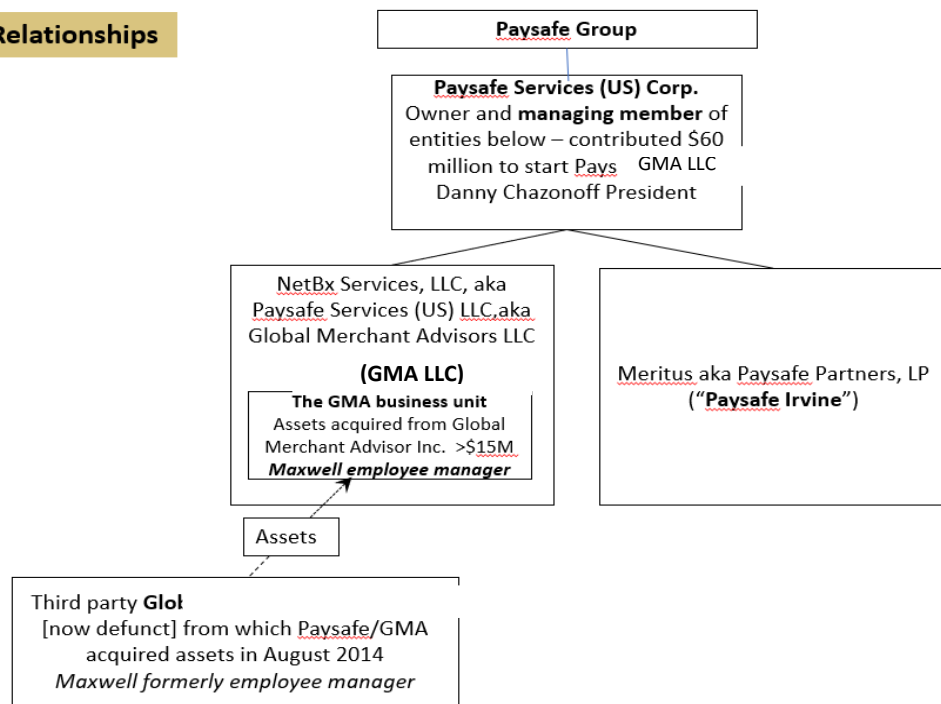 Relationships
Paysafe Group
Paysafe Services (US) Corp.
Owner and managing member of
entities below – contributed $60
million to start Pays GMA LLC
Danny Chazonoff President
NetBx Services, LLC, aka
Paysafe Services (US) LLC,aka
Global Merchant Advisors LLC
(GMA LLC)
The GMA business unit
Assets acquired from Global
Merchant Advisor Inc. >$15M
Maxwell employee manager
Meritus aka Paysafe Partners, LP
(“Paysafe Irvine”)
Assets
Third party
[now defunct] from which Paysafe/GMA
acquired assets in August 2014
Maxwell formerly employee manager